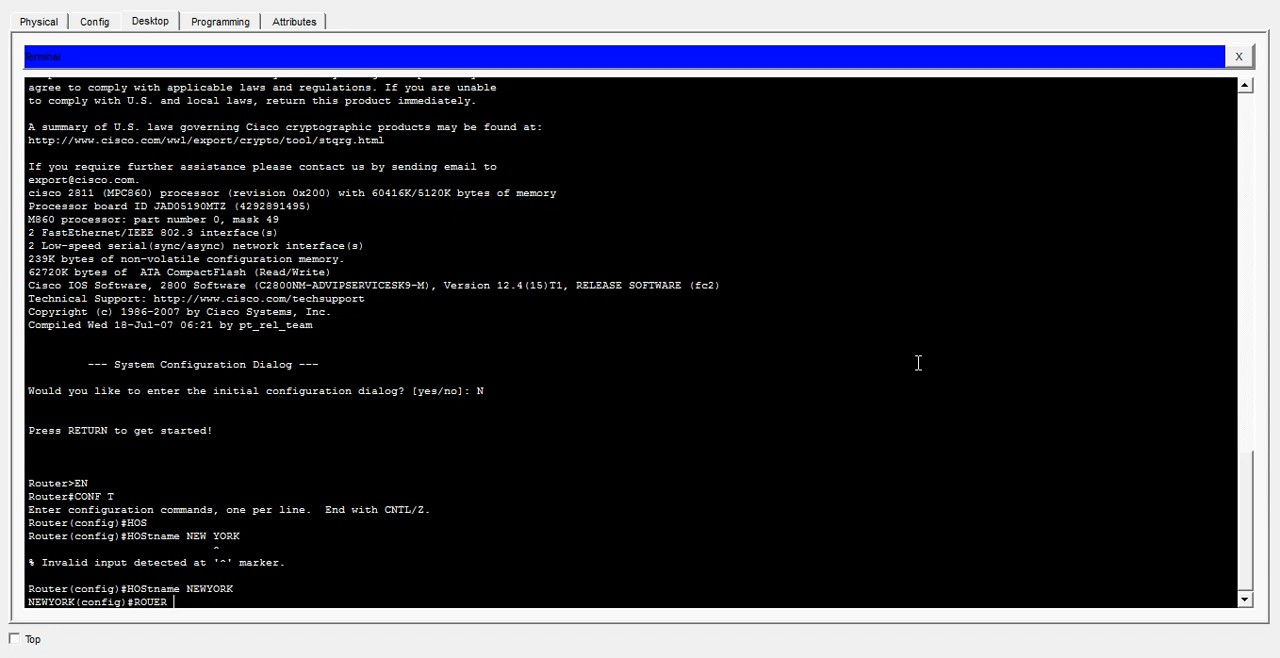 Physical
Config
Desktop
Programming
Attributes
Terminal
X
agree to comply with applicable laws and regulations. If you are unable
to comply with U.S. and local laws, return this product immediately.
A summary of U.S. laws governing Cisco cryptographic products may be found at:
http://www.cisco.com/wwl/export/crypto/tool/stqrg.html
If you require further assistance please contact us by sending email to
export@cisco.com.
cisco 2811 (MPC860) processor (revision 0x200) with 60416K/5120K bytes of memory
Processor board ID JAD05190MTZ (4292891495)
M860 processor: part number 0, mask 49
2 FastEthernet/IEEE 802.3 interface(s)
2 Low-speed serial(sync/async) network interface(s)
239K bytes of non-volatile configuration memory.
62720K bytes of  ATA CompactFlash (Read/Write)
Cisco IOS Software, 2800 Software (C2800NM-ADVIPSERVICESK9-M), Version 12.4(15)T1, RELEASE SOFTWARE (fc2)
Technical Support: http://www.cisco.com/techsupport
Copyright (c) 1986-2007 by Cisco Systems, Inc.
Compiled Wed 18-Jul-07 06:21 by pt_rel_team
--- System Configuration Dialog ---
Would you like to enter the initial configuration dialog? [yes/no]: N
Press RETURN to get started!
Router>EN
Router#CONF T
Enter configuration commands, one per line.  End with CNTL/Z.
Router(config)#HOS
Router(config)#HOStname NEW YORK
^
% Invalid input detected at '^' marker.
Router(config)#HOStname NEWYORK
NEWYORK(config)#ROUER
Top